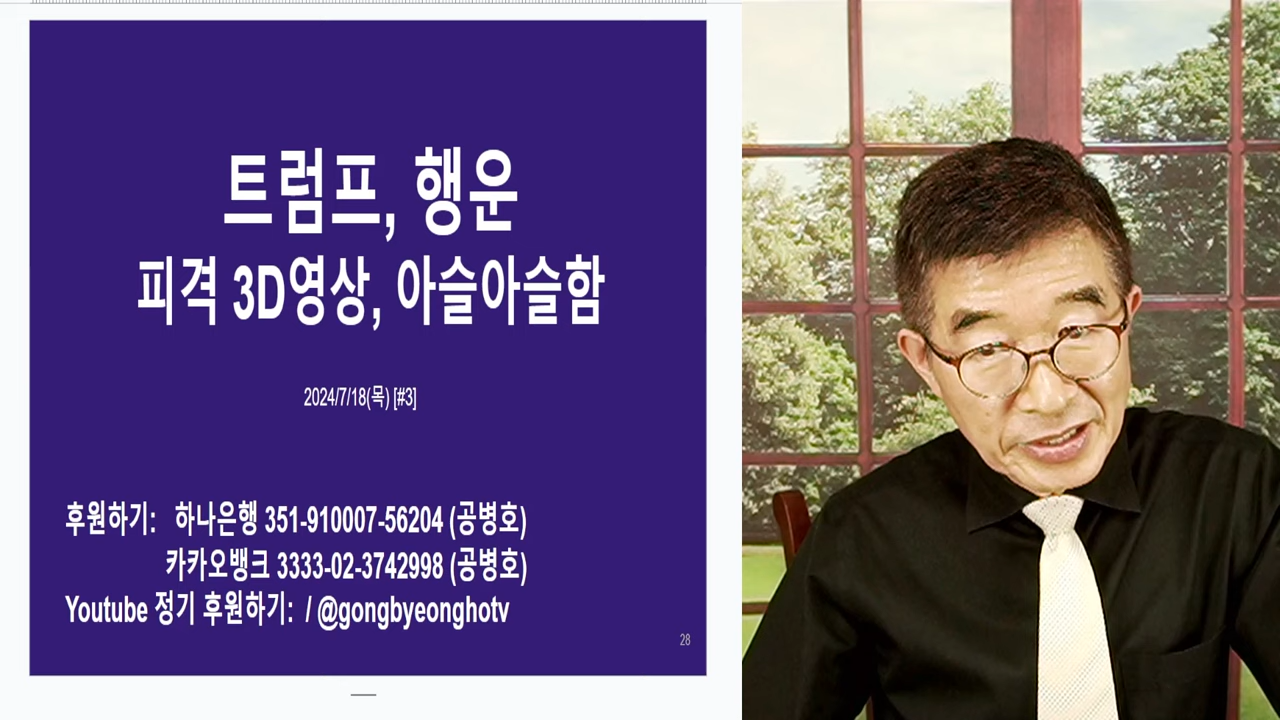 트럼프, 행운
피격 3D영상, 아슬아슬함
2024/7/18(목) [#3]
후원하기: 하나은행 351-910007-56204 (공병호)
카카오뱅크 3333-02-3742998 (공병호)
Youtube 정기 후원하기: / @gongbyeonghotv
28